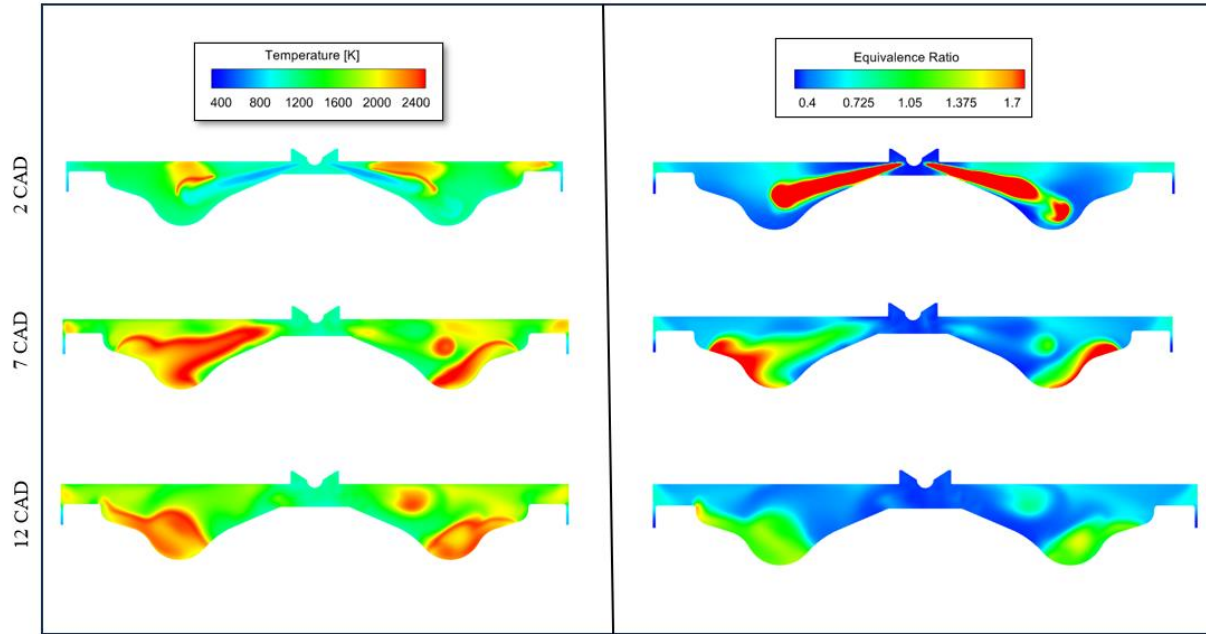 Temperature [K]
400 800 1200 1600 2000 2400
Equivalence Ratio
0.4 0.725 1.05 1.375 1.7
2 CAD
7 CAD
12 CAD